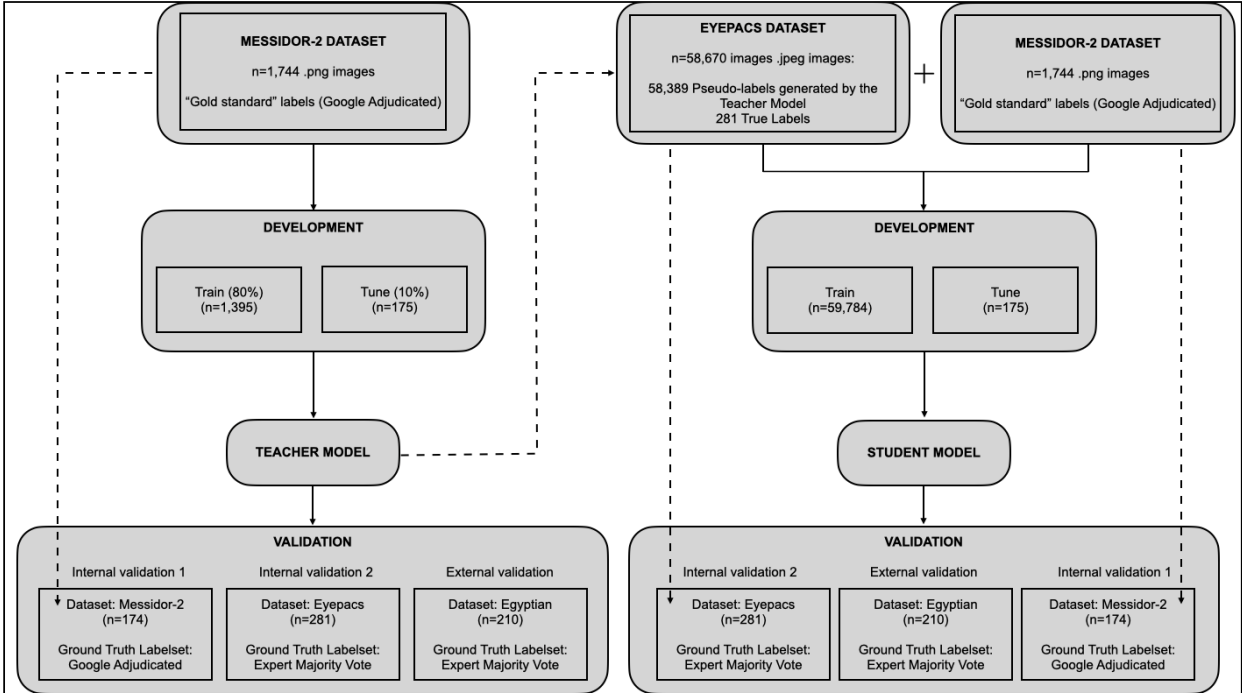 MESSIDOR-2 DATASET
n=1,744 .png images
“Gold standard” labels (Google Adjudicated)
DEVELOPMENT
Train (80%)
(n=1,395)
Tune (10%)
(n=175)
TEACHER MODEL
VALIDATION
Internal validation 1
Dataset: Messidor-2
(n=174)
Ground Truth Labelset:
Google Adjudicated
Internal validation 2
Dataset: Eyepacs
(n=281)
Ground Truth Labelset:
Expert Majority Vote
External validation
Dataset: Egyptian
(n=210)
Ground Truth Labelset:
Expert Majority Vote
EYEPACS DATASET
n=58,670 images .jpeg images:
58,389 Pseudo-labels generated by the
Teacher Model
281 True Labels
+
MESSIDOR-2 DATASET
n=1,744 .png images
“Gold standard” labels (Google Adjudicated)
DEVELOPMENT
Train
(n=59,784)
Tune
(n=175)
STUDENT MODEL
VALIDATION
Internal validation 2
Dataset: Eyepacs
(n=281)
Ground Truth Labelset:
Expert Majority Vote
External validation
Dataset: Egyptian
(n=210)
Ground Truth Labelset:
Expert Majority Vote
Internal validation 1
Dataset: Messidor-2
(n=174)
Ground Truth Labelset:
Google Adjudicated